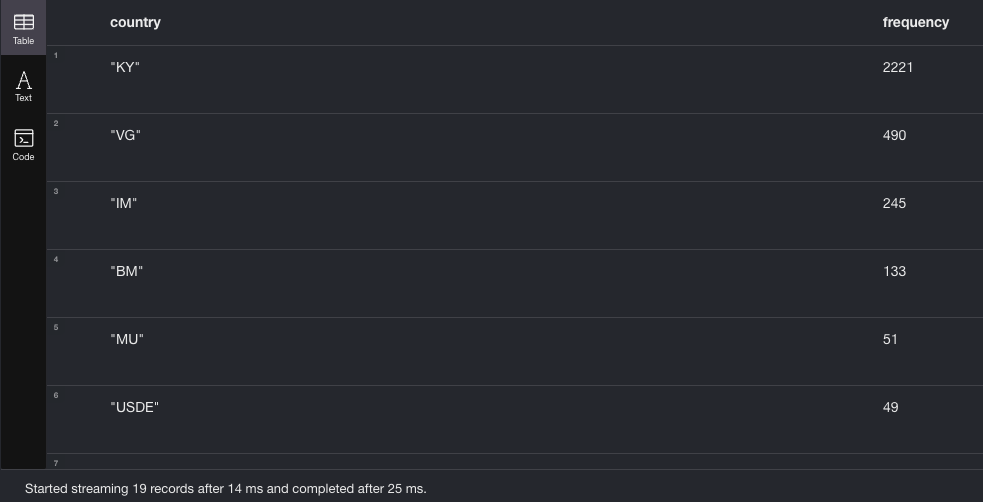 Table
Text
Code
country frequency
1 "KY" 2221
2 "VG" 490
3 "IM" 245
4 "BM" 133
5 "MU" 51
6 "USDE" 49
7
Started streaming 19 records after 14 ms and completed after 25 ms.